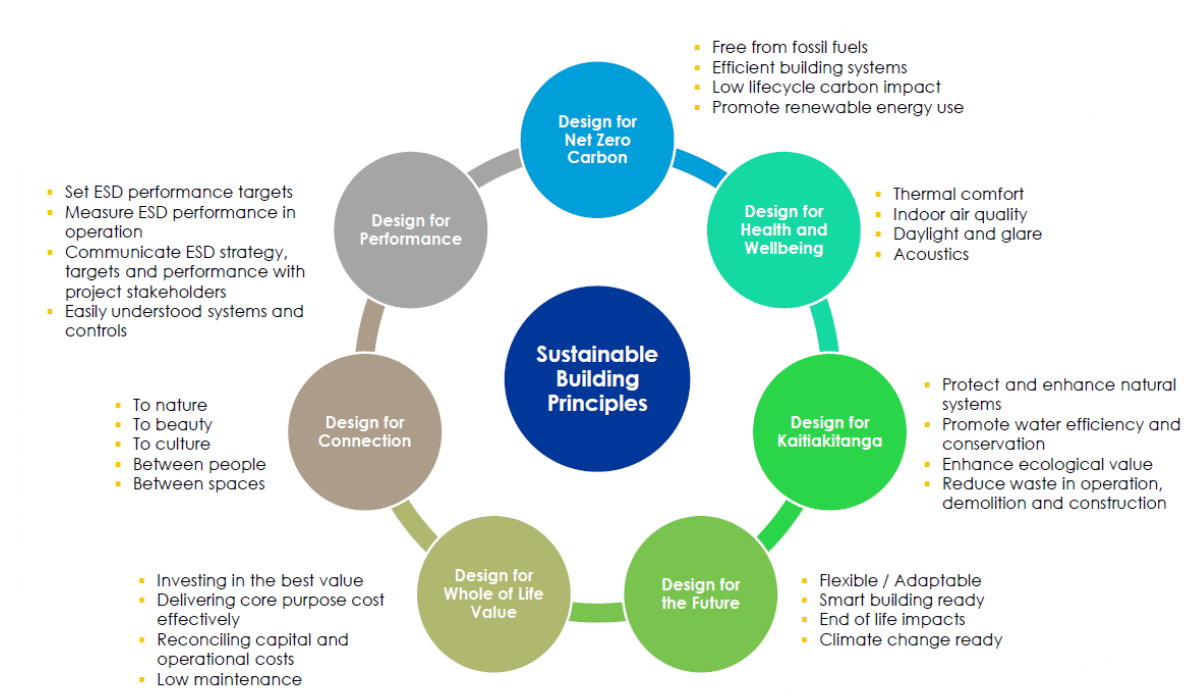 Design for
Net Zero
Carbon
▪ Free from fossil fuels
▪ Efficient building systems
▪ Low lifecycle carbon impact
▪ Promote renewable energy use
Design for
Health and
Wellbeing
▪ Thermal comfort
▪ Indoor air quality
▪ Daylight and glare
▪ Acoustics
Design for
Kaitiakitanga
▪ Protect and enhance natural
systems
▪ Promote water efficiency and
conservation
▪ Enhance ecological value
▪ Reduce waste in operation,
demolition and construction
Design for
the Future
▪ Flexible / Adaptable
▪ Smart building ready
▪ End of life impacts
▪ Climate change ready
Design for
Whole of Life
Value
▪ Investing in the best value
▪ Delivering core purpose cost
effectively
▪ Reconciling capital and
operational costs
▪ Low maintenance
Design for
Connection
▪ To nature
▪ To beauty
▪ To culture
▪ Between people
▪ Between spaces
Design for
Performance
▪ Set ESD performance targets
▪ Measure ESD performance in
operation
▪ Communicate ESD strategy,
targets and performance with
project stakeholders
▪ Easily understood systems and
controls
Sustainable
Building
Principles